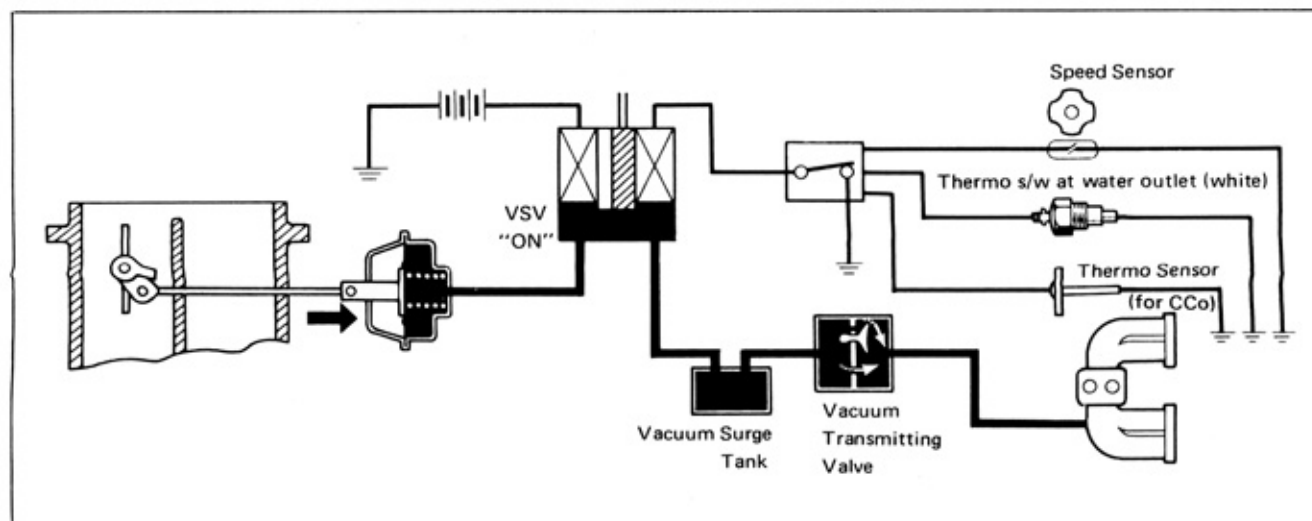 Speed Sensor
Thermo s/w at water outlet (white)
VSV
"ON"
Thermo Sensor
(for CCo)
Vacuum Surge
Tank
Vacuum
Transmitting
Valve